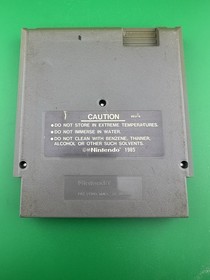 CAUTION
● DO NOT STORE IN EXTREME TEMPERATURES.
● DO NOT IMMERSE IN WATER.
● DO NOT CLEAN WITH BENZENE, THINNER,
ALCOHOL OR OTHER SUCH SOLVENTS.
©Nintendo 1985